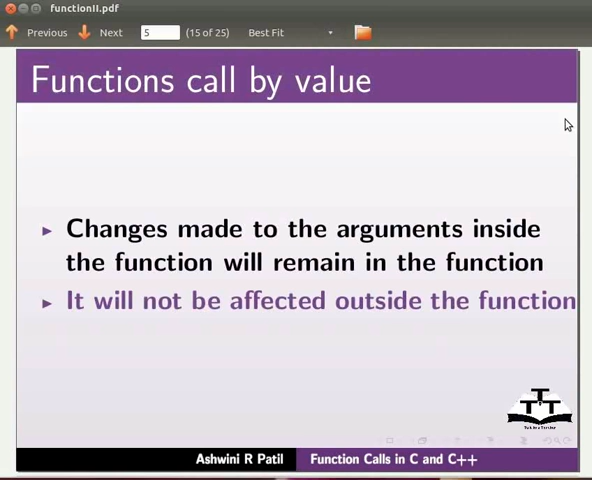 functionII.pdf
Previous Next 5 (15 of 25) Best Fit
Functions call by value
Changes made to the arguments inside
the function will remain in the function
It will not be affected outside the function
T
TT
Ashwini R Patil Function Calls in C and C++